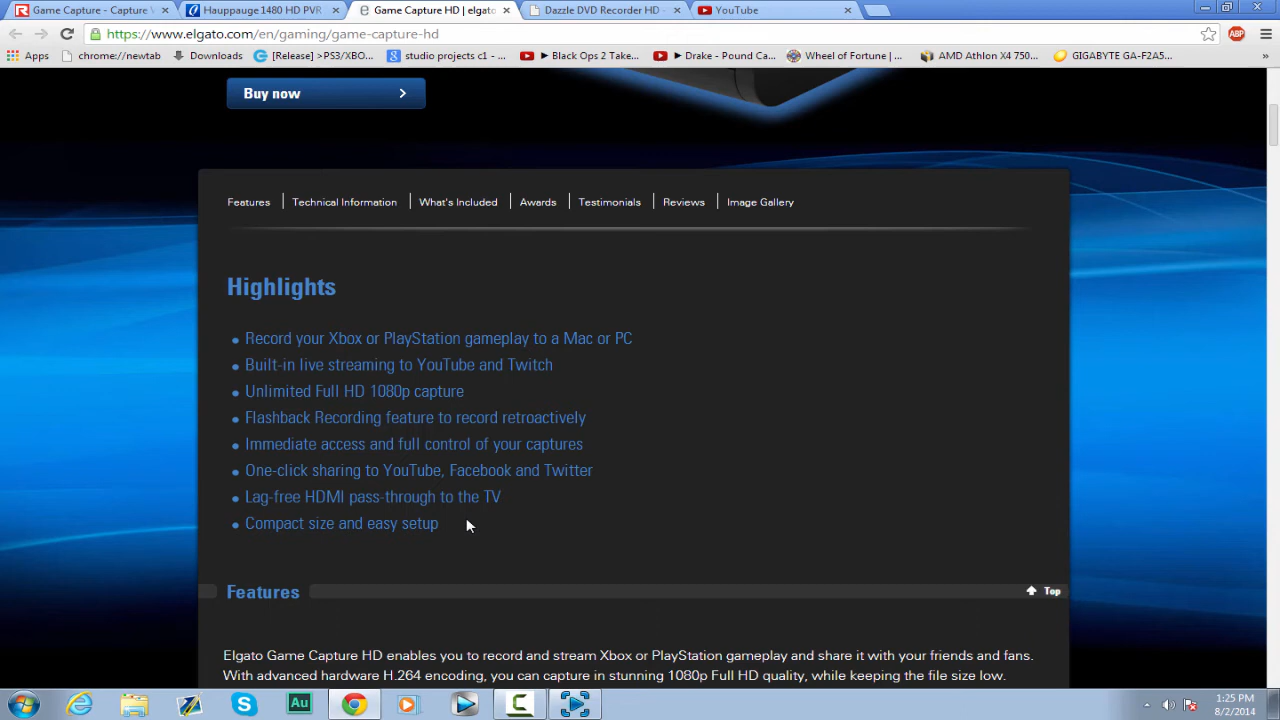 Game Capture - Capture V
Hauppauge 1480 HD PVR
Game Capture HD | elgato
Dazzle DVD Recorder HD -
YouTube
https://www.elgato.com/en/gaming/game-capture-hd
ABP
Apps
chrome://newtab
Downloads
[Release] >PS3/XBO...
studio projects c1 - ...
► Black Ops 2 Take...
► Drake - Pound Ca...
Wheel of Fortune | ...
AMD Athlon X4 750...
GIGABYTE GA-F2A5...
»
Buy now
Features
Technical Information
What's Included
Awards
Testimonials
Reviews
Image Gallery
Highlights
Record your Xbox or PlayStation gameplay to a Mac or PC
Built-in live streaming to YouTube and Twitch
Unlimited Full HD 1080p capture
Flashback Recording feature to record retroactively
Immediate access and full control of your captures
One-click sharing to YouTube, Facebook and Twitter
Lag-free HDMI pass-through to the TV
Compact size and easy setup
Features
Top
Elgato Game Capture HD enables you to record and stream Xbox or PlayStation gameplay and share it with your friends and fans.
With advanced hardware H.264 encoding, you can capture in stunning 1080p Full HD quality, while keeping the file size low.
Au
1:25 PM
8/2/2014